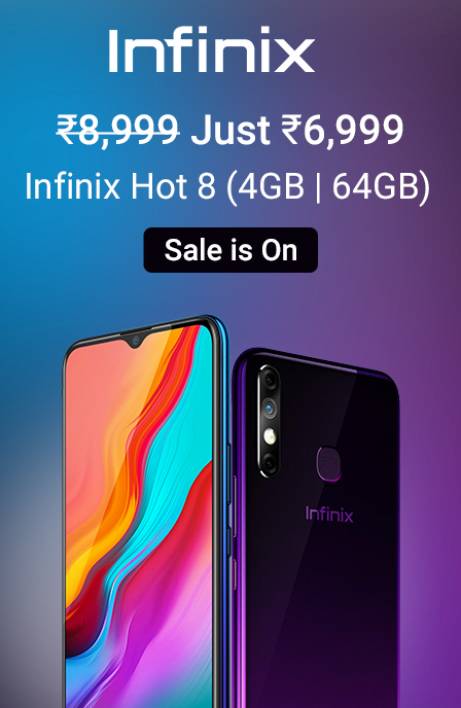 Infinix
₹8,999 Just ₹6,999
Infinix Hot 8 (4GB | 64GB)
Sale is On
Infinix